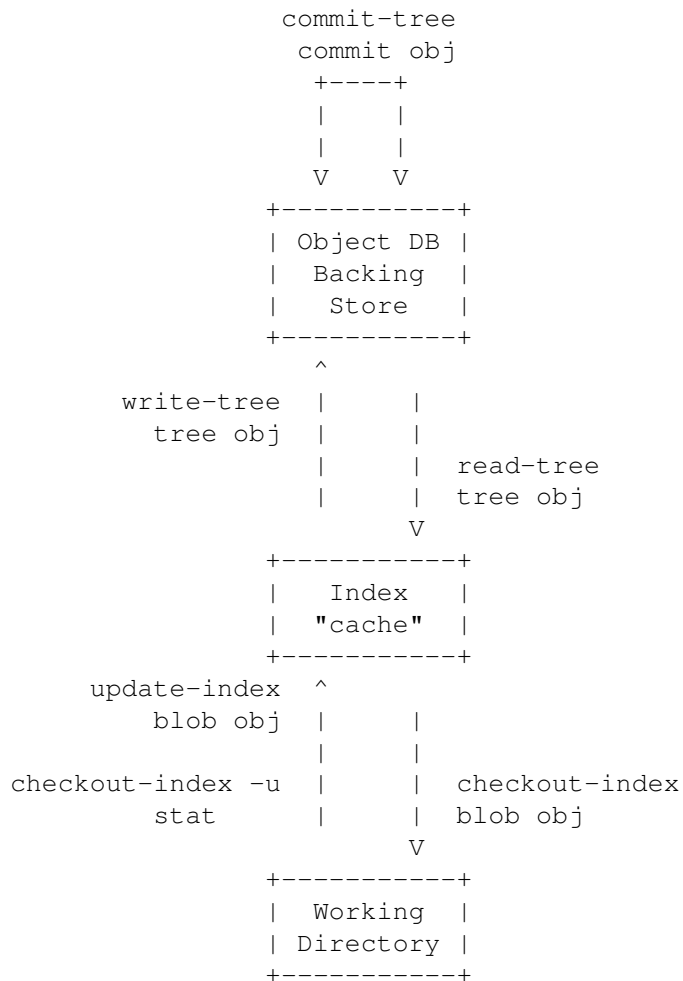 commit-tree
commit obj
+----+
|    |
|    |
V    V
+-----------+
| Object DB |
|  Backing  |
|   Store   |
+-----------+
^
write-tree  |     |
tree obj |     |
|     |  read-tree
|     |  tree obj
V
+-----------+
|   Index   |
|  "cache"  |
+-----------+
update-index  ^
blob obj |     |
|     |
checkout-index -u  |     |  checkout-index
stat     |     |  blob obj
V
+-----------+
|  Working  |
| Directory |
+-----------+